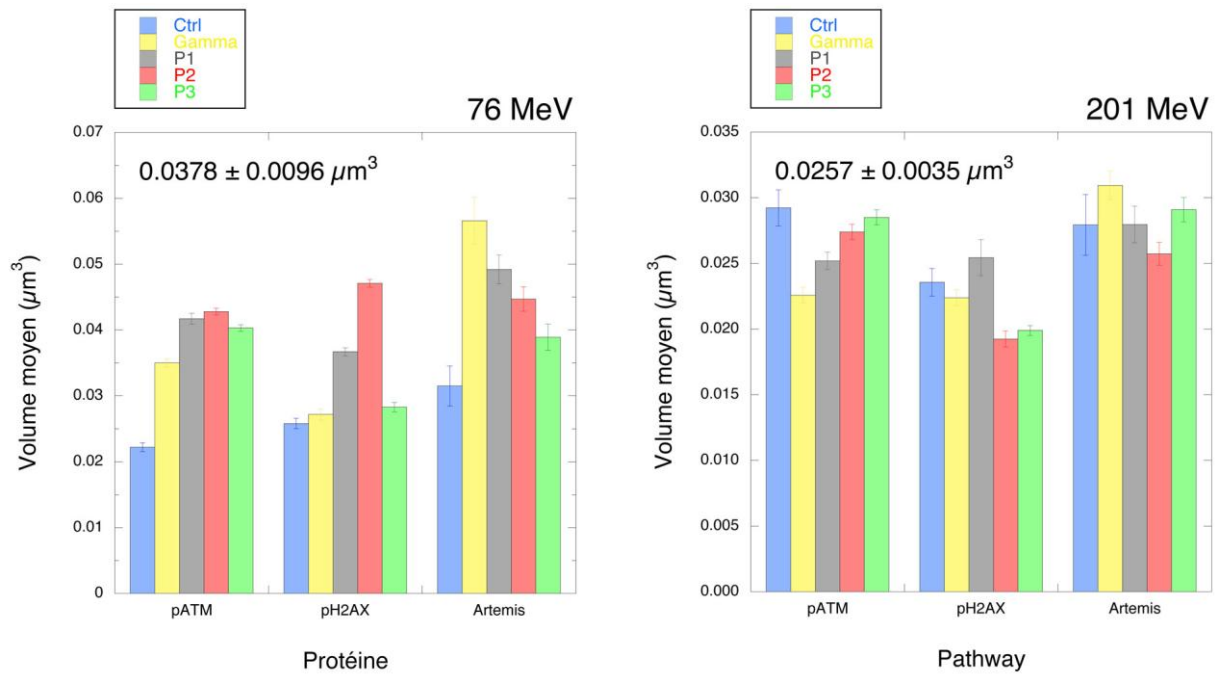 Ctrl
Gamma
P1
P2
P3
76 MeV
0.0378 ± 0.0096 µm³
Volume moyen (µm³)
0.07
0.06
0.05
0.04
0.03
0.02
0.01
0
pATM
pH2AX
Artemis
Protéine
Ctrl
Gamma
P1
P2
P3
201 MeV
0.0257 ± 0.0035 µm³
Volume moyen (µm³)
0.035
0.030
0.025
0.020
0.015
0.010
0.005
0.000
pATM
pH2AX
Artemis
Pathway